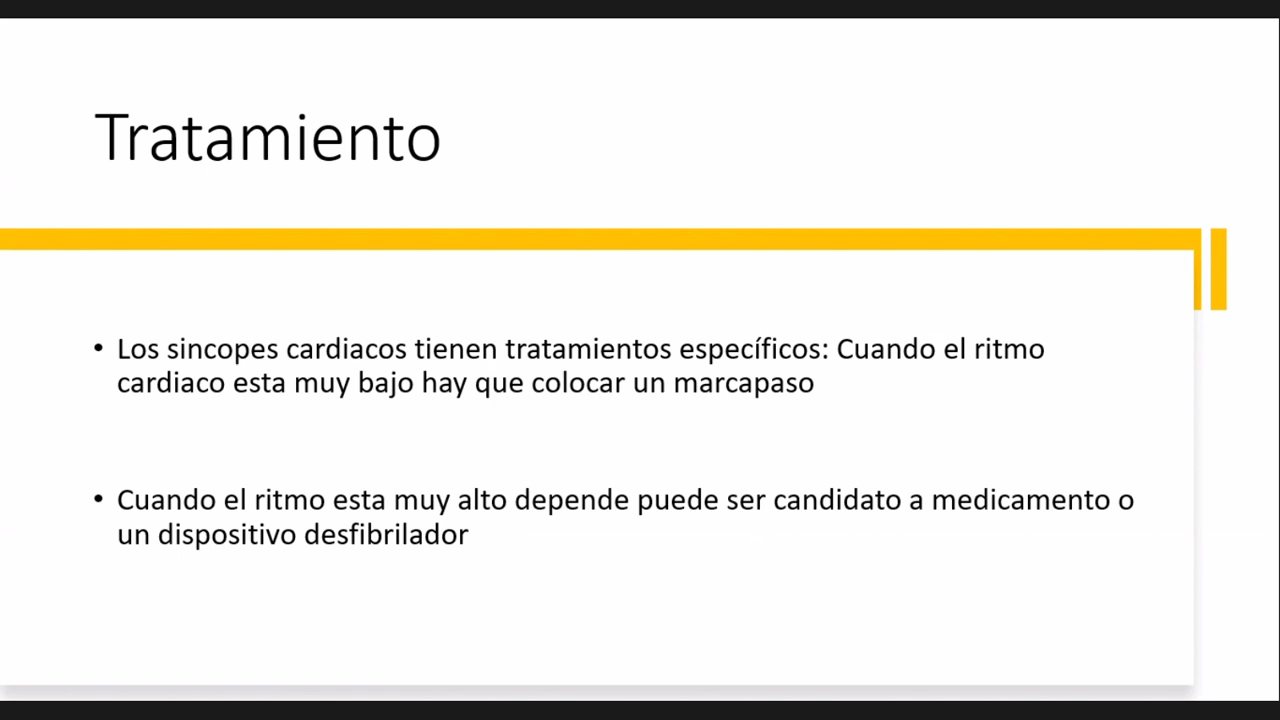 Tratamiento
• Los sincopes cardiacos tienen tratamientos específicos: Cuando el ritmo
cardiaco esta muy bajo hay que colocar un marcapaso
• Cuando el ritmo esta muy alto depende puede ser candidato a medicamento o
un dispositivo desfibrilador